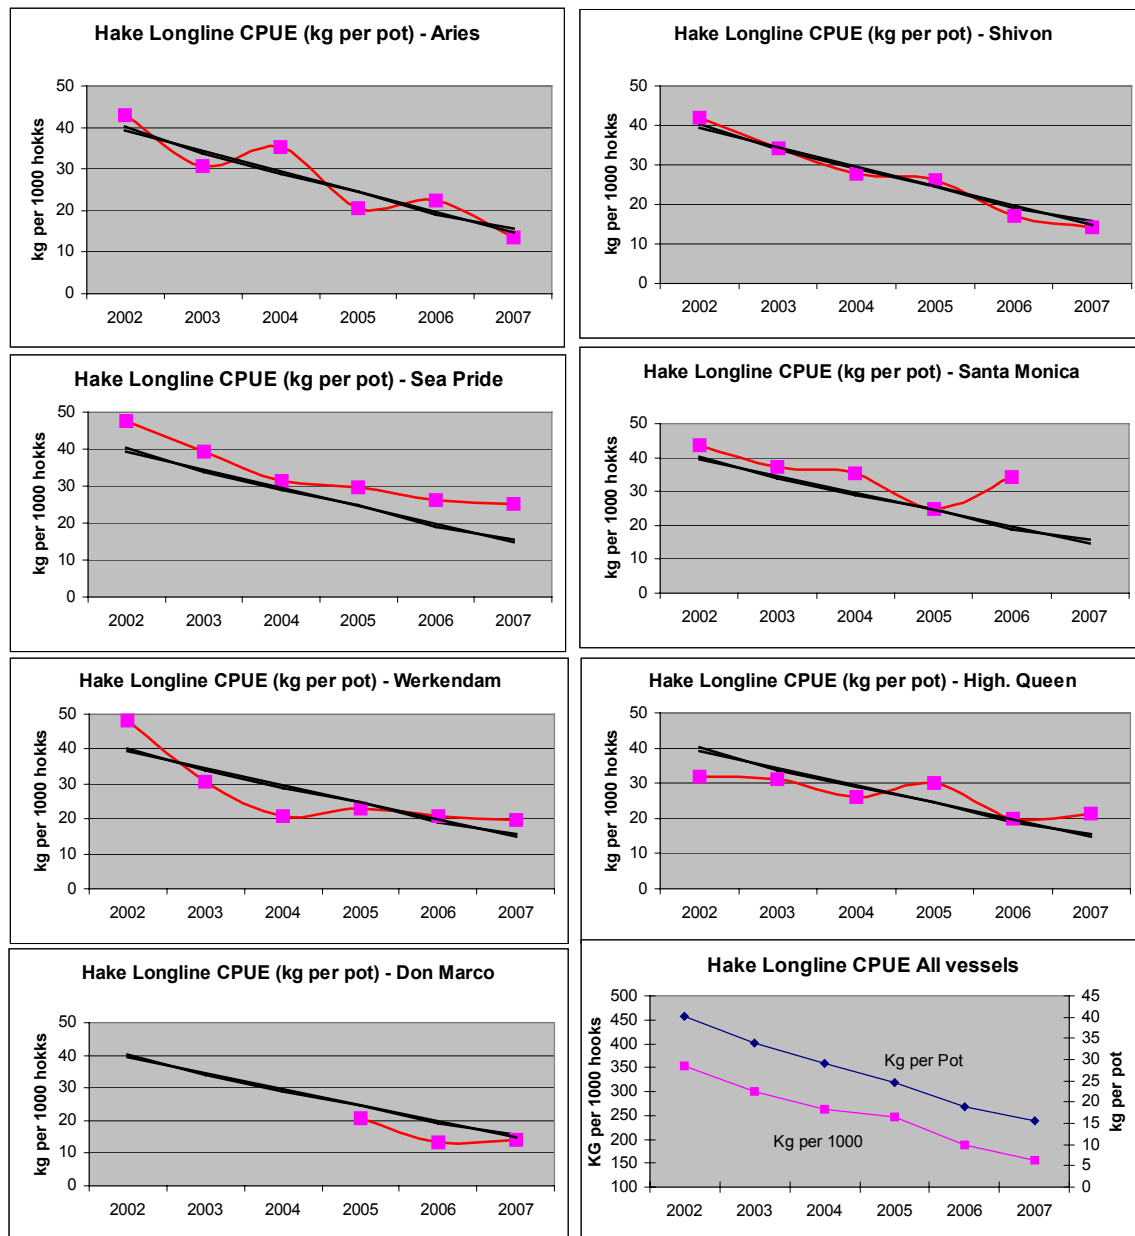 Hake Longline CPUE (kg per pot) - Aries
kg per 1000 hokks
50
40
30
20
10
0
2002 2003 2004 2005 2006 2007
Hake Longline CPUE (kg per pot) - Shivon
kg per 1000 hokks
50
40
30
20
10
0
2002 2003 2004 2005 2006 2007
Hake Longline CPUE (kg per pot) - Sea Pride
kg per 1000 hokks
50
40
30
20
10
0
2002 2003 2004 2005 2006 2007
Hake Longline CPUE (kg per pot) - Santa Monica
kg per 1000 hokks
50
40
30
20
10
0
2002 2003 2004 2005 2006 2007
Hake Longline CPUE (kg per pot) - Werkendam
kg per 1000 hokks
50
40
30
20
10
0
2002 2003 2004 2005 2006 2007
Hake Longline CPUE (kg per pot) - High. Queen
kg per 1000 hokks
50
40
30
20
10
0
2002 2003 2004 2005 2006 2007
Hake Longline CPUE (kg per pot) - Don Marco
kg per 1000 hokks
50
40
30
20
10
0
2002 2003 2004 2005 2006 2007
Hake Longline CPUE All vessels
KG per 1000 hooks
500
450
400
350
300
250
200
150
100
Kg per Pot
Kg per 1000
45
40
35
30
25
20
15
10
5
0
kg per pot
2002 2003 2004 2005 2006 2007